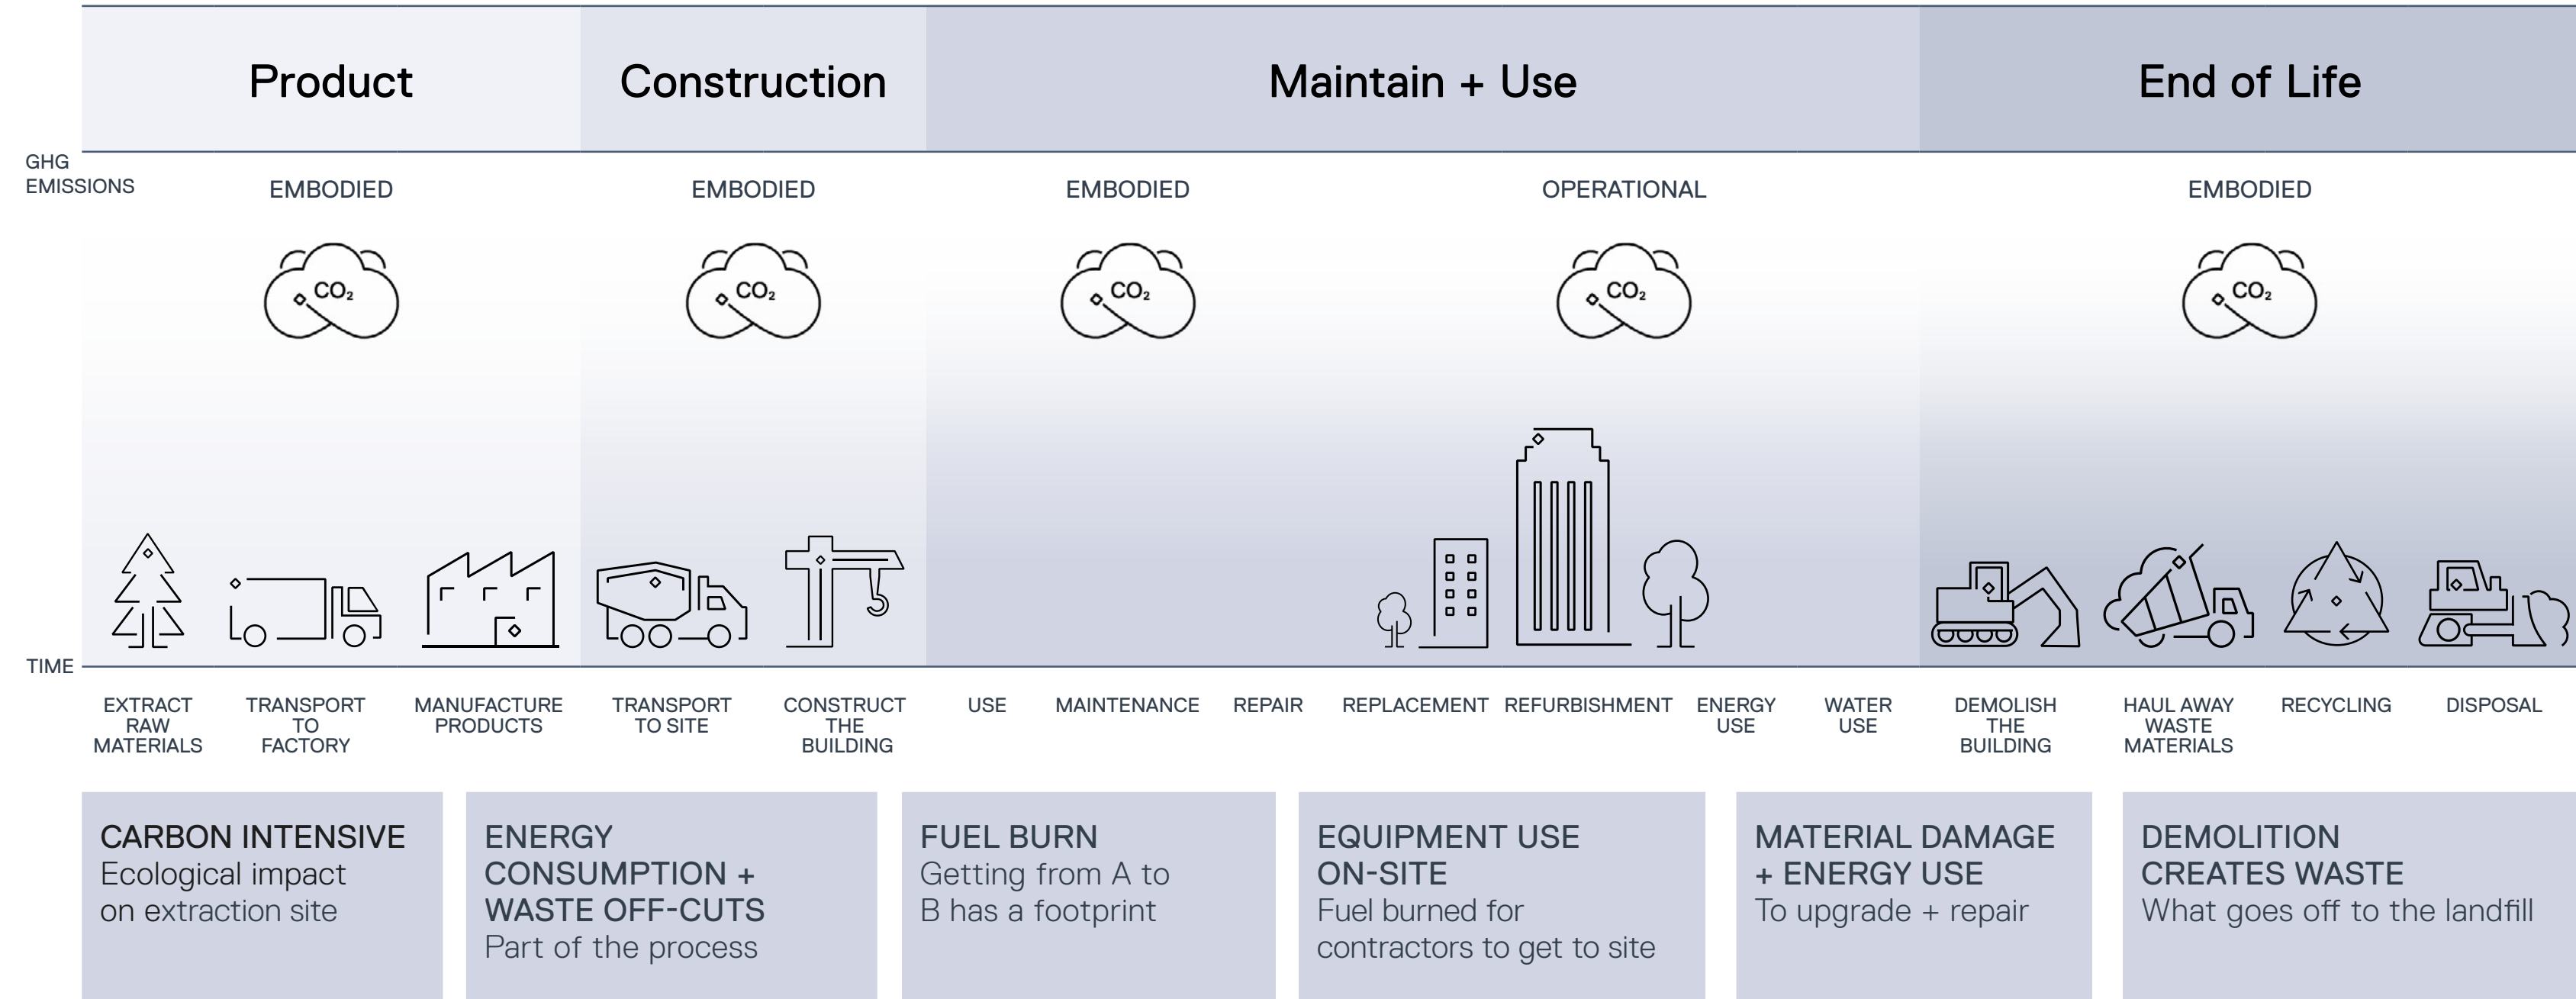 Product
Construction
Maintain + Use
End of Life
GHG
EMISSIONS
EMBODIED
EMBODIED
EMBODIED
OPERATIONAL
EMBODIED
CO₂
CO₂
CO₂
CO₂
CO₂
TIME
EXTRACT
RAW
MATERIALS
TRANSPORT
TO
FACTORY
MANUFACTURE
PRODUCTS
TRANSPORT
TO SITE
CONSTRUCT
THE
BUILDING
USE
MAINTENANCE
REPAIR
REPLACEMENT
REFURBISHMENT
ENERGY
USE
WATER
USE
DEMOLISH
THE
BUILDING
HAUL AWAY
WASTE
MATERIALS
RECYCLING
DISPOSAL
CARBON INTENSIVE
Ecological impact
on extraction site
ENERGY
CONSUMPTION +
WASTE OFF-CUTS
Part of the process
FUEL BURN
Getting from A to
B has a footprint
EQUIPMENT USE
ON-SITE
Fuel burned for
contractors to get to site
MATERIAL DAMAGE
+ ENERGY USE
To upgrade + repair
DEMOLITION
CREATES WASTE
What goes off to the landfill